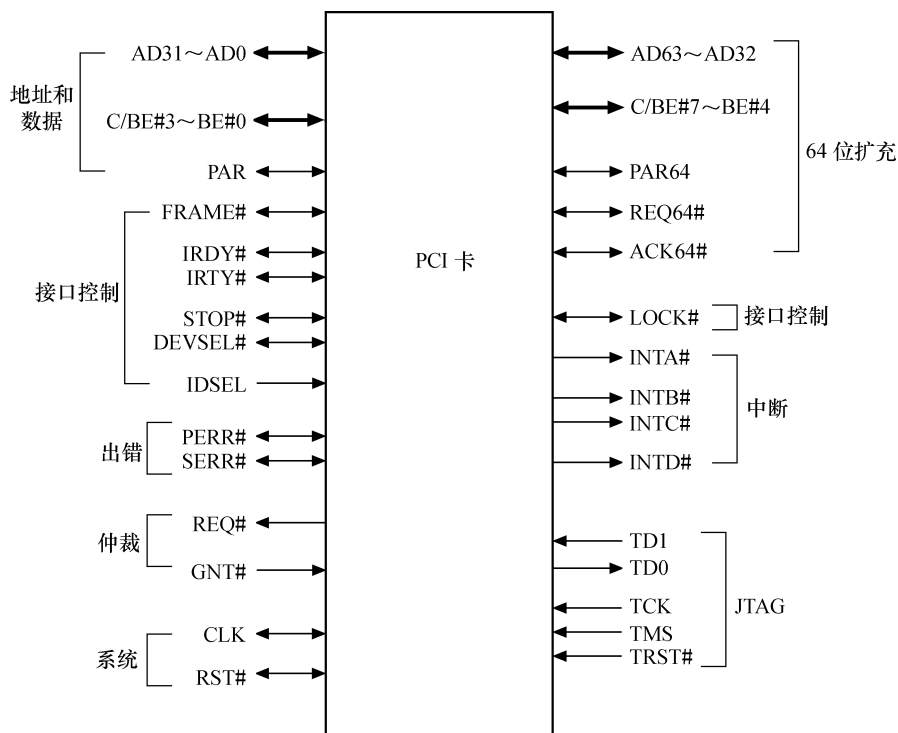 地址和
数据
AD31～AD0
C/BE#3～BE#0
PAR
接口控制
FRAME#
IRDY#
IRTY#
STOP#
DEVSEL#
IDSEL
出错
PERR#
SERR#
仲裁
REQ#
GNT#
系统
CLK
RST#
PCI 卡
AD63～AD32
C/BE#7～BE#4
PAR64
REQ64#
ACK64#
64 位扩充
LOCK#
接口控制
INTA#
INTB#
INTC#
INTD#
中断
TD1
TD0
TCK
TMS
TRST#
JTAG